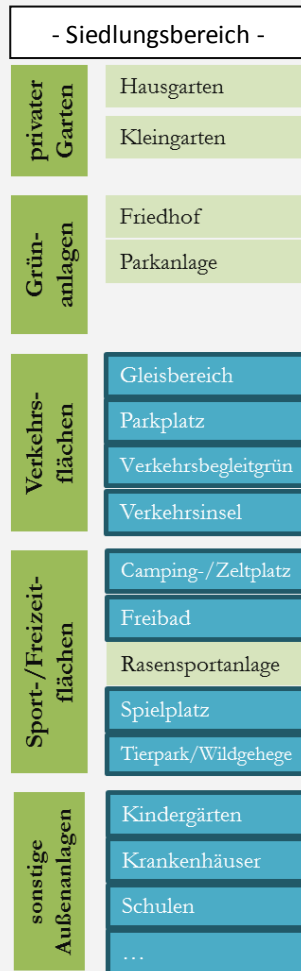 - Siedlungsbereich -
privater
Garten
Hausgarten
Kleingarten
Grün-
anlagen
Friedhof
Parkanlage
Verkehrs-
flächen
Gleisbereich
Parkplatz
Verkehrsbegleitgrün
Verkehrsinsel
Sport-/Freizeit-
flächen
Camping-/Zeltplatz
Freibad
Rasensportanlage
Spielplatz
Tierpark/Wildgehege
sonstige
Außenanlagen
Kindergärten
Krankenhäuser
Schulen
…